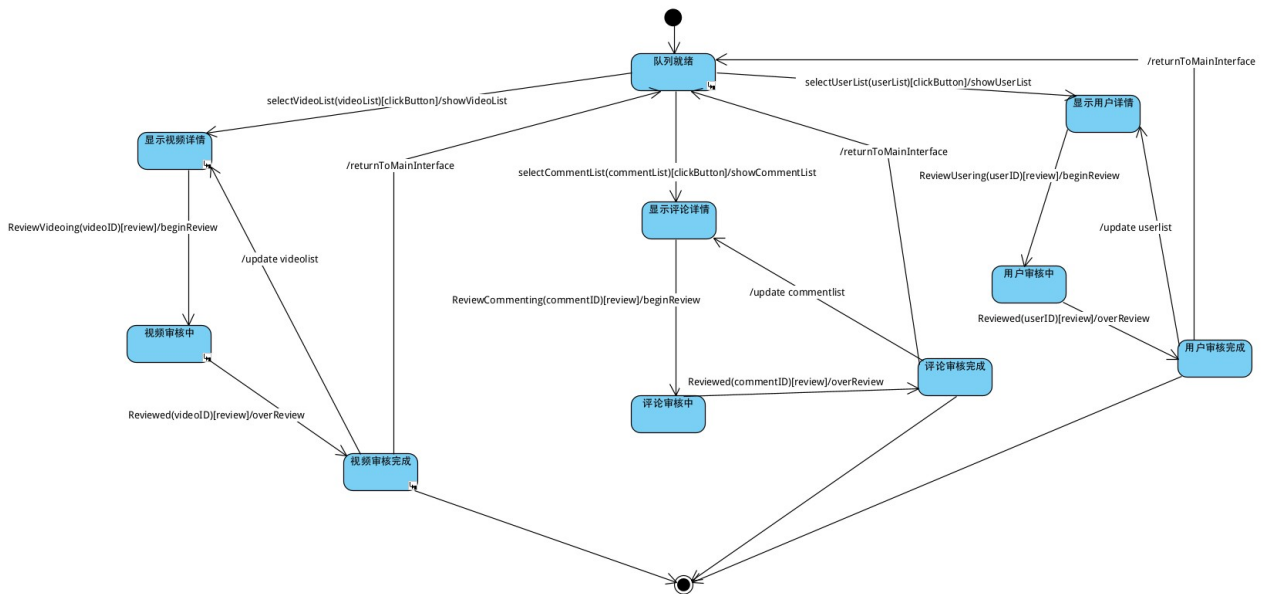 队列就绪
/returnToMainInterface
selectUserList(userList)[clickButton]/showUserList
selectVideoList(videoList)[clickButton]/showVideoList
显示用户详情
显示视频详情
/returnToMainInterface
/returnToMainInterface
selectCommentList(commentList)[clickButton]/showCommentList
ReviewUsering(userID)[review]/beginReview
显示评论详情
ReviewVideoing(videoID)[review]/beginReview
/update userlist
/update videolist
用户审核中
/update commentlist
ReviewCommenting(commentID)[review]/beginReview
Reviewed(userID)[review]/overReview
视频审核中
用户审核完成
评论审核完成
Reviewed(commentID)[review]/overReview
评论审核中
Reviewed(videoID)[review]/overReview
视频审核完成